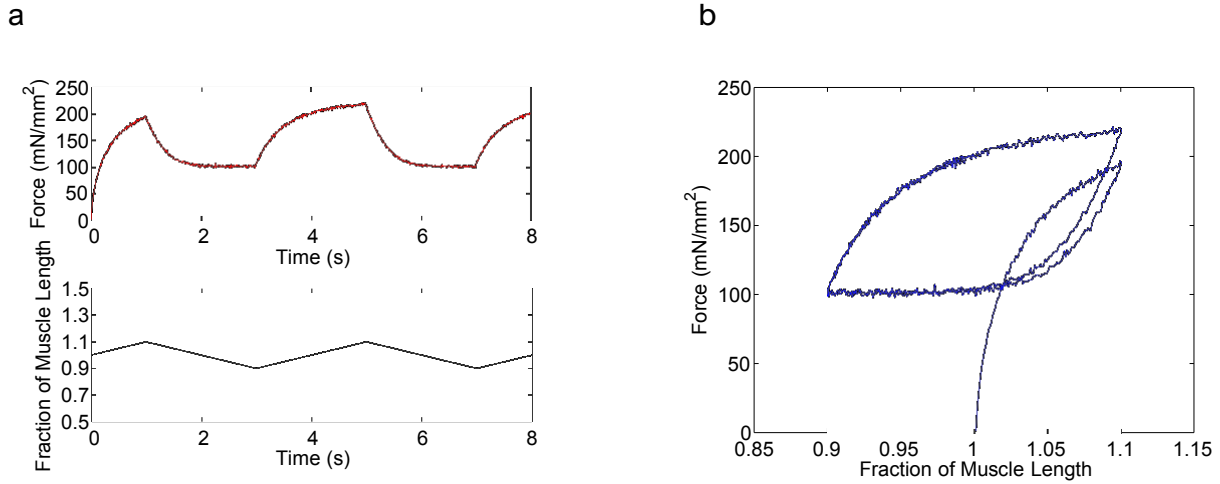 a
Force (mN/mm²)
250
200
150
100
50
0
0 2 4 6 8
Time (s)
Fraction of Muscle Length
1.5
1.3
1.1
0.9
0.7
0.5
0 2 4 6 8
Time (s)
b
Force (mN/mm²)
250
200
150
100
50
0
0.85 0.9 0.95 1 1.05 1.1 1.15
Fraction of Muscle Length